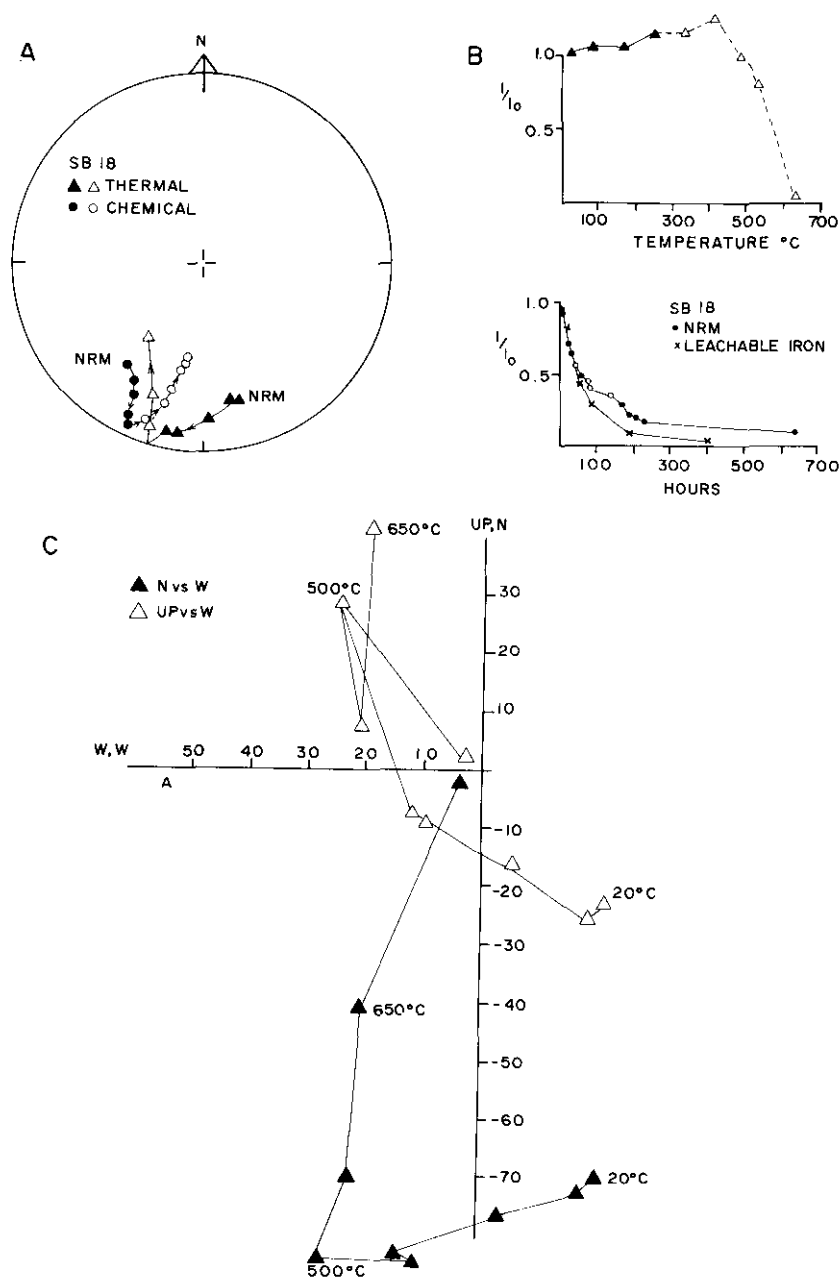 A
N
SB 18
▲ △ THERMAL
● ○ CHEMICAL
NRM
NRM
B
I/I₀
1.0
0.5
100 300 500 700
TEMPERATURE °C
I/I₀
1.0
0.5
SB 18
● NRM
x LEACHABLE IRON
100 300 500 700
HOURS
C
UP, N
▲ N vs W
△ UP vs W
650°C
500°C
30
20
10
W, W
50 40 30 20 10
A
-10
-20
-30
-40
-50
-60
-70
20°C
650°C
20°C
500°C